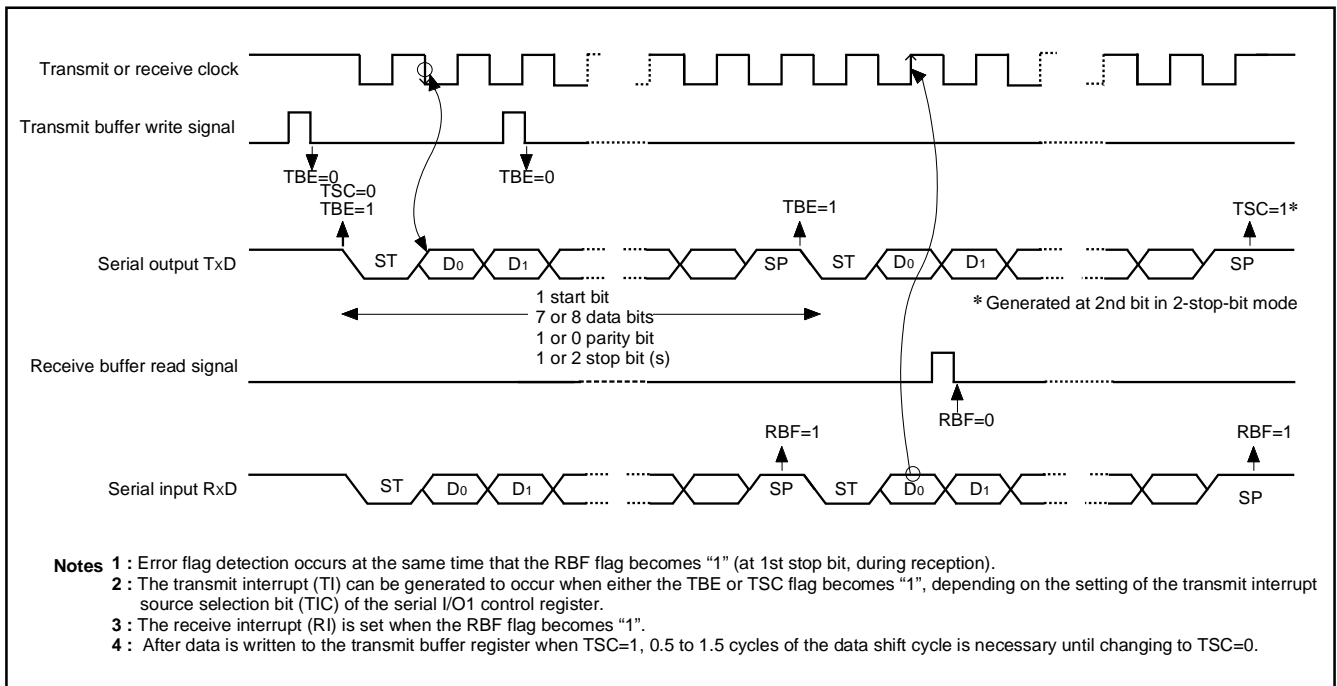 Transmit or receive clock
Transmit buffer write signal
TBE=0
TSC=0
TBE=1
TBE=0
TBE=1
TSC=1*
Serial output TxD
ST
D0
D1
SP
ST
D0
D1
SP
1 start bit
7 or 8 data bits
1 or 0 parity bit
1 or 2 stop bit (s)
* Generated at 2nd bit in 2-stop-bit mode
Receive buffer read signal
RBF=0
RBF=1
RBF=1
Serial input RxD
ST
D0
D1
SP
ST
D0
D1
SP
Notes 1 : Error flag detection occurs at the same time that the RBF flag becomes “1” (at 1st stop bit, during reception).
2 : The transmit interrupt (TI) can be generated to occur when either the TBE or TSC flag becomes “1”, depending on the setting of the transmit interrupt
source selection bit (TIC) of the serial I/O1 control register.
3 : The receive interrupt (RI) is set when the RBF flag becomes “1”.
4 : After data is written to the transmit buffer register when TSC=1, 0.5 to 1.5 cycles of the data shift cycle is necessary until changing to TSC=0.